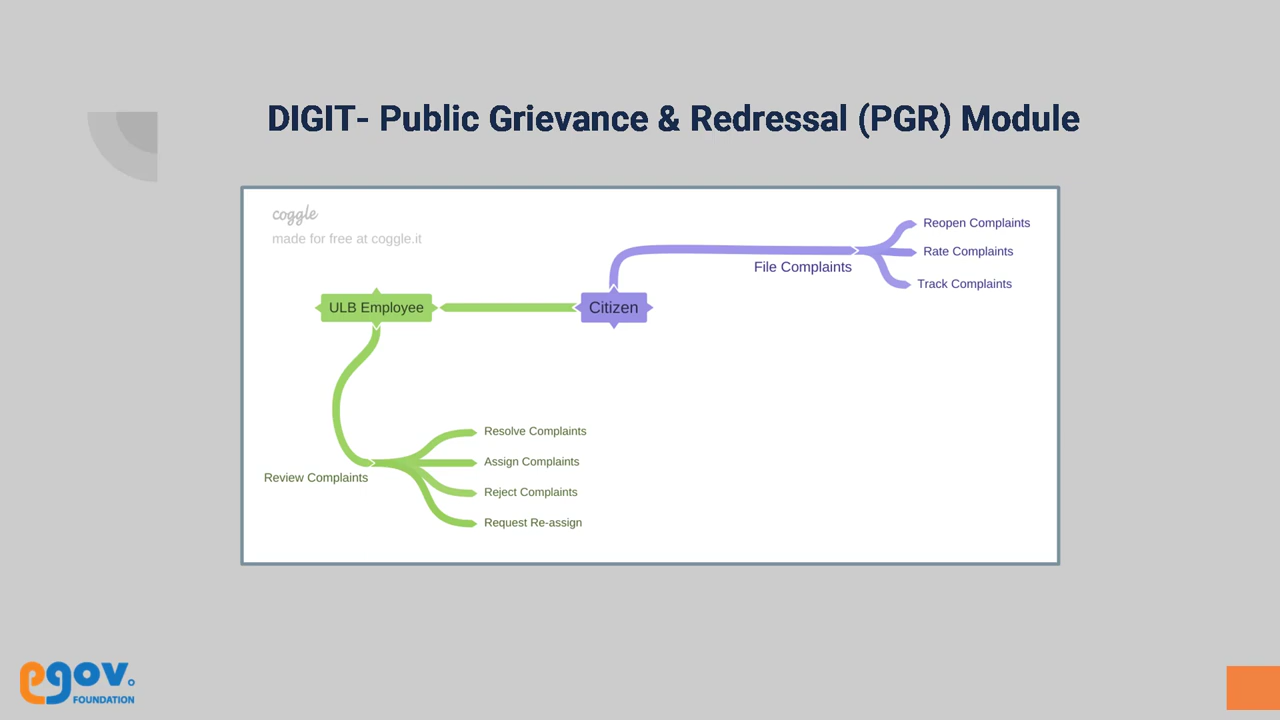 DIGIT- Public Grievance & Redressal (PGR) Module
coggle
made for free at coggle.it
Reopen Complaints
Rate Complaints
File Complaints
Track Complaints
ULB Employee
Citizen
Resolve Complaints
Assign Complaints
Review Complaints
Reject Complaints
Request Re-assign
egov.
FOUNDATION